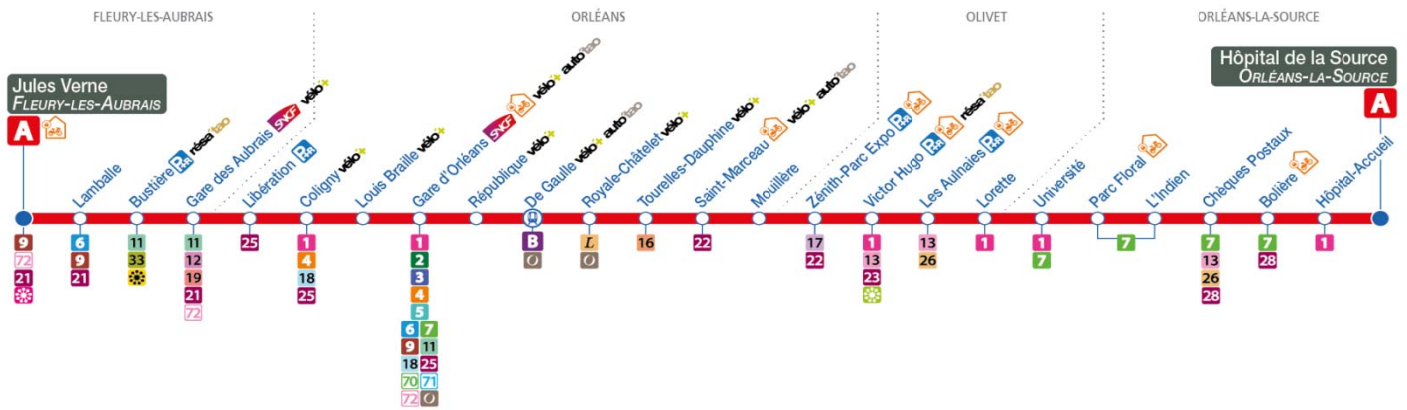 FLEURY-LES-AUBRAIS
ORLÉANS
OLIVET
ORLÉANS-LA-SOURCE
Jules Verne
FLEURY-LES-AUBRAIS
A
Hôpital de la Source
ORLÉANS-LA-SOURCE
A
Lamballe
Bustière P+R résa'tao
Gare des Aubrais SNCF vélo'+
Libération P+R
Coligny vélo'+
Louis Braille vélo'+
Gare d'Orléans SNCF vélo'+ auto'tao
République vélo'+
De Gaulle vélo'+ auto'tao
Royale-Châtelet vélo'+
Tourelles-Dauphine vélo'+
Saint-Marceau vélo'+ auto'tao
Mouillère
Zénith-Parc Expo P+R
Victor Hugo P+R résa'tao
Les Aulnaies P+R
Lorette
Université
Parc Floral
L'Indien
Chèques Postaux
Bolière
Hôpital-Accueil
9
72
21
6
9
21
11
33
11
12
19
21
72
25
1
4
18
25
1
2
3
4
5
6 7
9 11
18 25
70 71
72 O
B
O
L
O
16
22
17
22
1
13
23
13
26
1
1
7
7
7
13
26
28
7
28
1